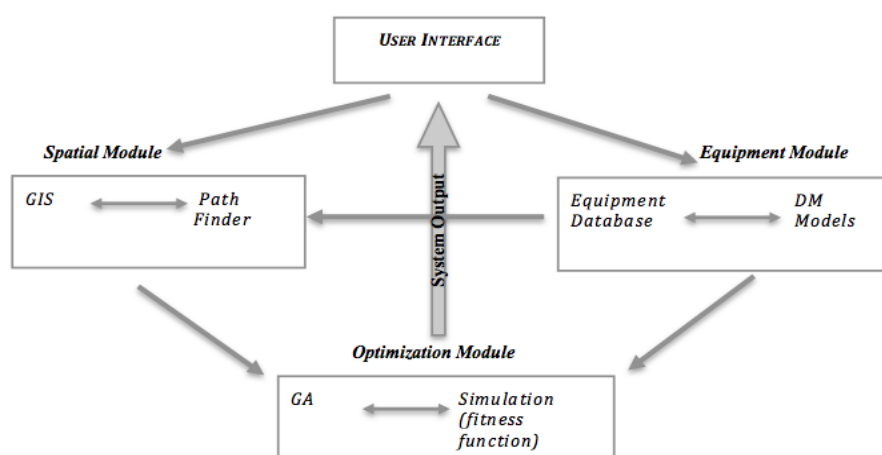 USER INTERFACE
Spatial Module
Equipment Module
GIS
Path
Finder
Equipment
Database
DM
Models
System Output
Optimization Module
GA
Simulation
(fitness
function)